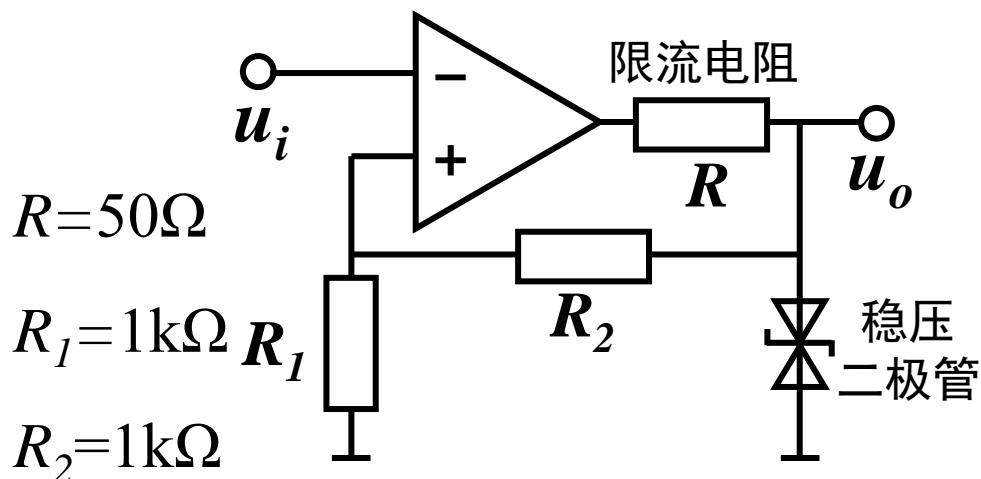 限流电阻
−
u_i
+
R
u_o
R=50Ω
R_2
稳压
二极管
R_1=1kΩ
R_1
R_2=1kΩ